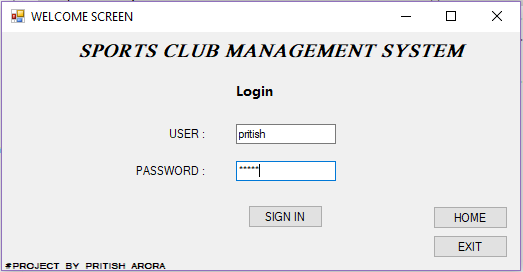 WELCOME SCREEN
SPORTS CLUB MANAGEMENT SYSTEM
Login
USER : pritish
PASSWORD : *****
SIGN IN
HOME
EXIT
#PROJECT BY PRITISH ARORA